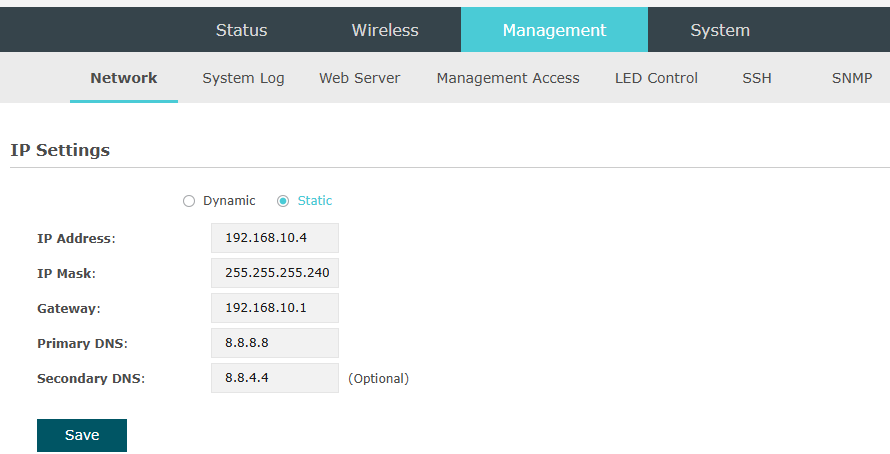 Status Wireless Management System
Network System Log Web Server Management Access LED Control SSH SNMP
IP Settings
Dynamic Static
IP Address: 192.168.10.4
IP Mask: 255.255.255.240
Gateway: 192.168.10.1
Primary DNS: 8.8.8.8
Secondary DNS: 8.8.4.4 (Optional)
Save